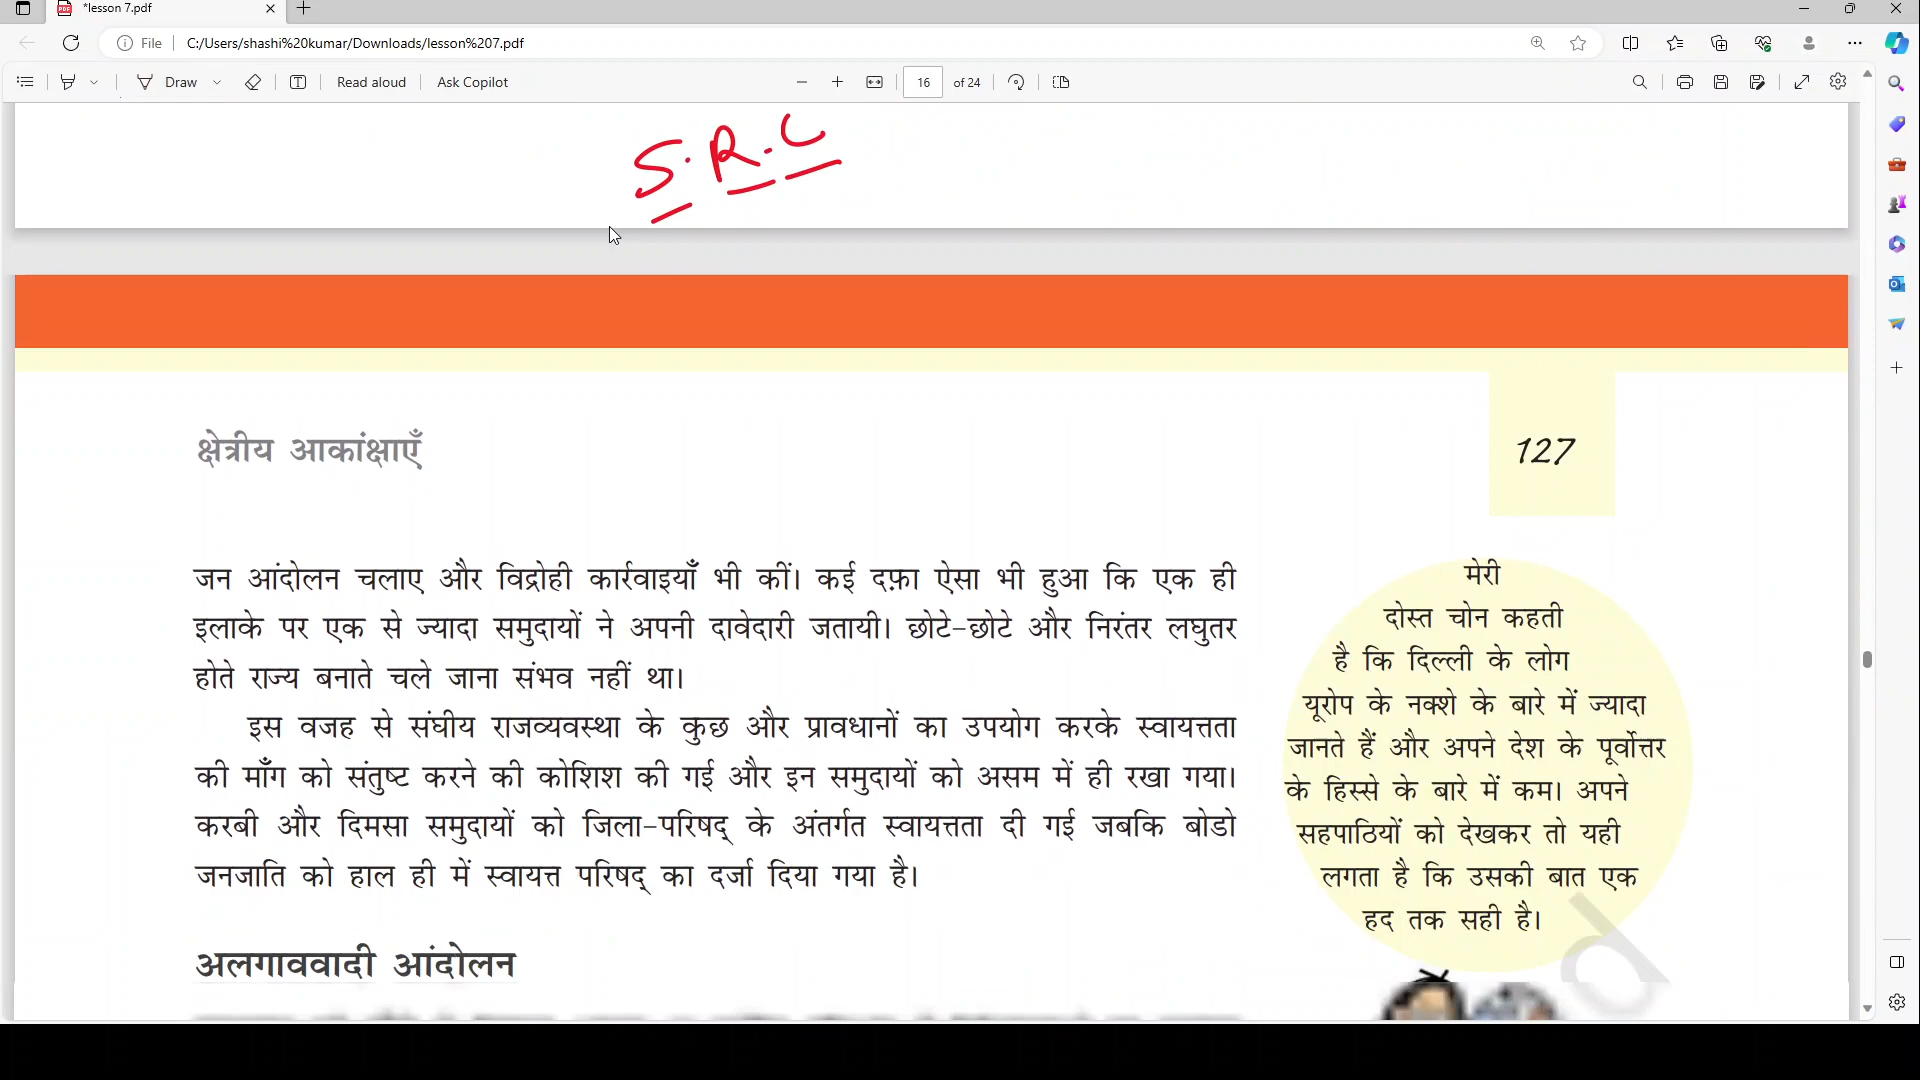 *lesson 7.pdf
File
C:/Users/shashi%20kumar/Downloads/lesson%207.pdf
Draw
Read aloud
Ask Copilot
16
of 24
S.R.C
क्षेत्रीय आकांक्षाएँ
127
जन आंदोलन चलाए और विद्रोही कार्रवाइयाँ भी कीं। कई दफ़ा ऐसा भी हुआ कि एक ही
इलाके पर एक से ज्यादा समुदायों ने अपनी दावेदारी जतायी। छोटे-छोटे और निरंतर लघुतर
होते राज्य बनाते चले जाना संभव नहीं था।
इस वजह से संघीय राजव्यवस्था के कुछ और प्रावधानों का उपयोग करके स्वायत्तता
की माँग को संतुष्ट करने की कोशिश की गई और इन समुदायों को असम में ही रखा गया।
करबी और दिमसा समुदायों को जिला-परिषद् के अंतर्गत स्वायत्तता दी गई जबकि बोडो
जनजाति को हाल ही में स्वायत्त परिषद् का दर्जा दिया गया है।
अलगाववादी आंदोलन
मेरी
दोस्त चोन कहती
है कि दिल्ली के लोग
यूरोप के नक्शे के बारे में ज्यादा
जानते हैं और अपने देश के पूर्वोत्तर
के हिस्से के बारे में कम। अपने
सहपाठियों को देखकर तो यही
लगता है कि उसकी बात एक
हद तक सही है।